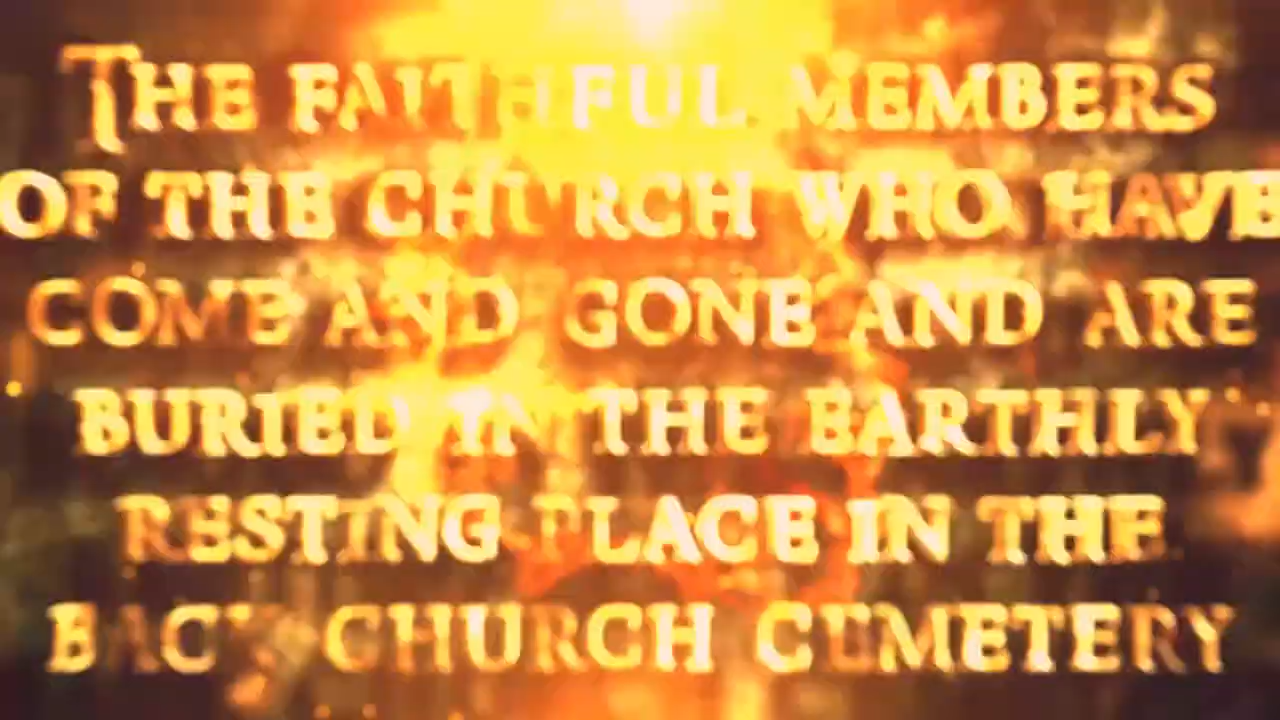 THE FAITHFUL MEMBERS
OF THE CHURCH WHO HAVE
COME AND GONE AND ARE
BURIED IN THE EARTHLY
RESTING PLACE IN THE
BACK CHURCH CEMETERY